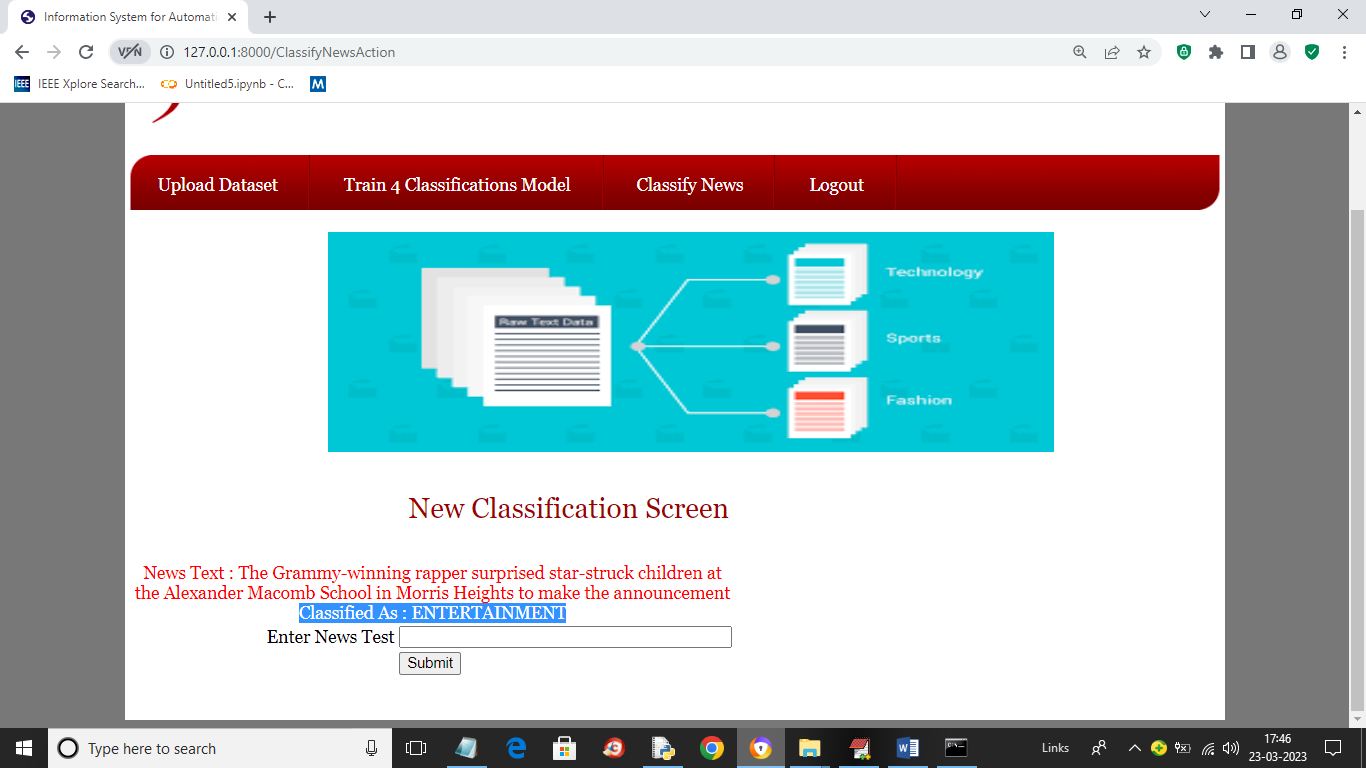 Information System for Automati
127.0.0.1:8000/ClassifyNewsAction
VPN
IEEE IEEE Xplore Search... Untitled5.ipynb - C... M
Upload Dataset Train 4 Classifications Model Classify News Logout
Raw Text Data
Technology
Sports
Fashion
New Classification Screen
News Text : The Grammy-winning rapper surprised star-struck children at
the Alexander Macomb School in Morris Heights to make the announcement
Classified As : ENTERTAINMENT
Enter News Test
Submit
Type here to search
Links
17:46
23-03-2023